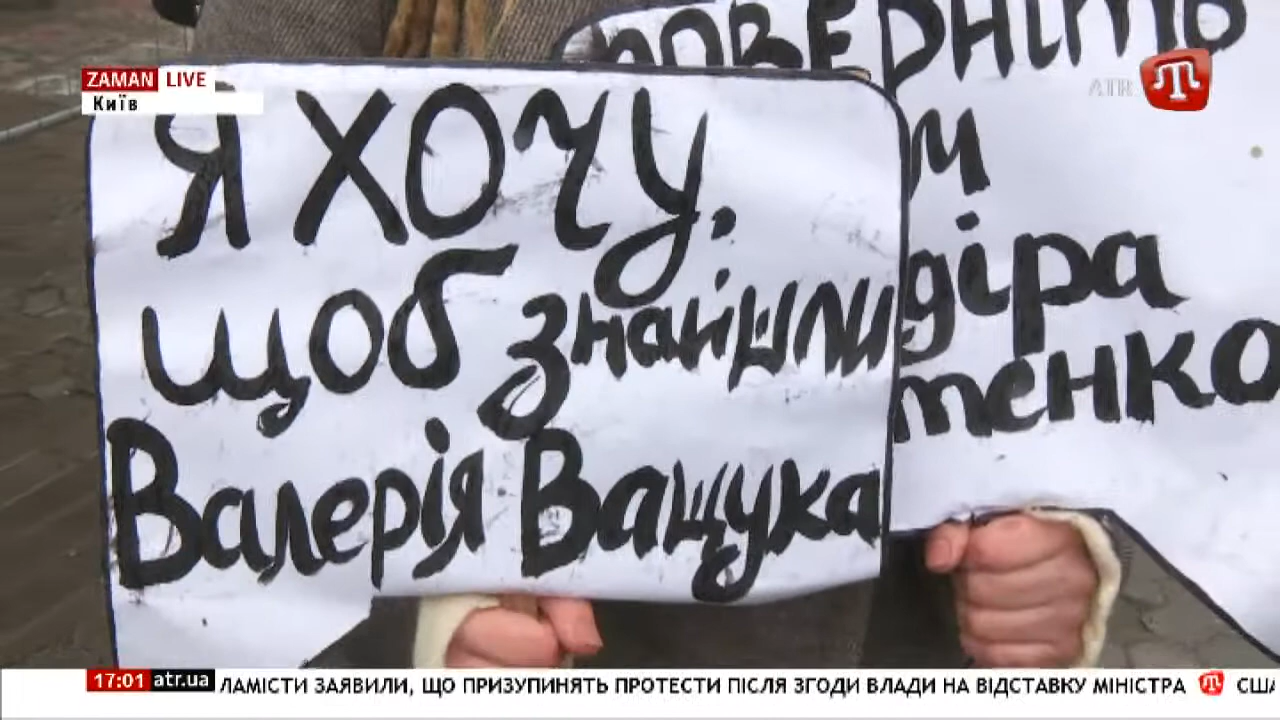 ZAMAN LIVE
Київ
ATR
Я ХОЧУ.
щоб знайшли
Валерія Ващука
повернiть
м
діра
тенко
17:01 atr.ua ЛАМІСТИ ЗАЯВИЛИ, ЩО ПРИЗУПИНЯТЬ ПРОТЕСТИ ПІСЛЯ ЗГОДИ ВЛАДИ НА ВІДСТАВКУ МІНІСТРА США